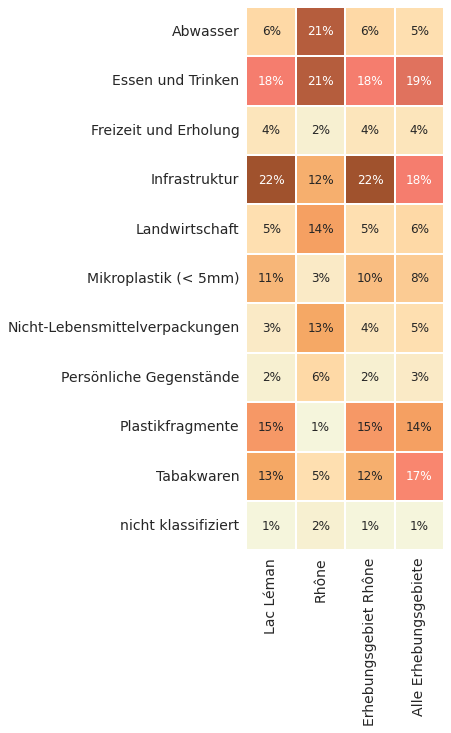 Abwasser 6% 21% 6% 5%
Essen und Trinken 18% 21% 18% 19%
Freizeit und Erholung 4% 2% 4% 4%
Infrastruktur 22% 12% 22% 18%
Landwirtschaft 5% 14% 5% 6%
Mikroplastik (< 5mm) 11% 3% 10% 8%
Nicht-Lebensmittelverpackungen 3% 13% 4% 5%
Persönliche Gegenstände 2% 6% 2% 3%
Plastikfragmente 15% 1% 15% 14%
Tabakwaren 13% 5% 12% 17%
nicht klassifiziert 1% 2% 1% 1%
Lac Léman
Rhône
Erhebungsgebiet Rhône
Alle Erhebungsgebiete